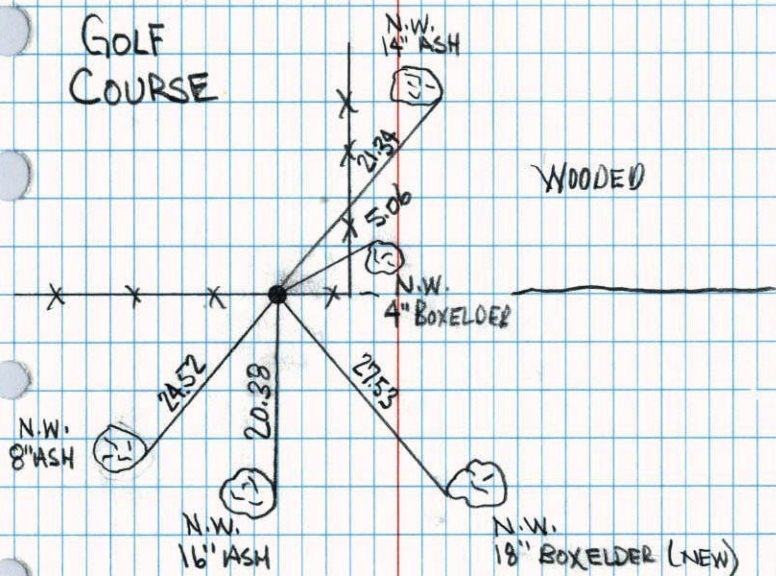 GOLF
COURSE
N.W.
14" ASH
21.34
WOODED
5.06
N.W.
4" BOXELDER
24.52
20.38
27.53
N.W.
8" ASH
N.W.
16" ASH
N.W.
18" BOXELDER (NEW)